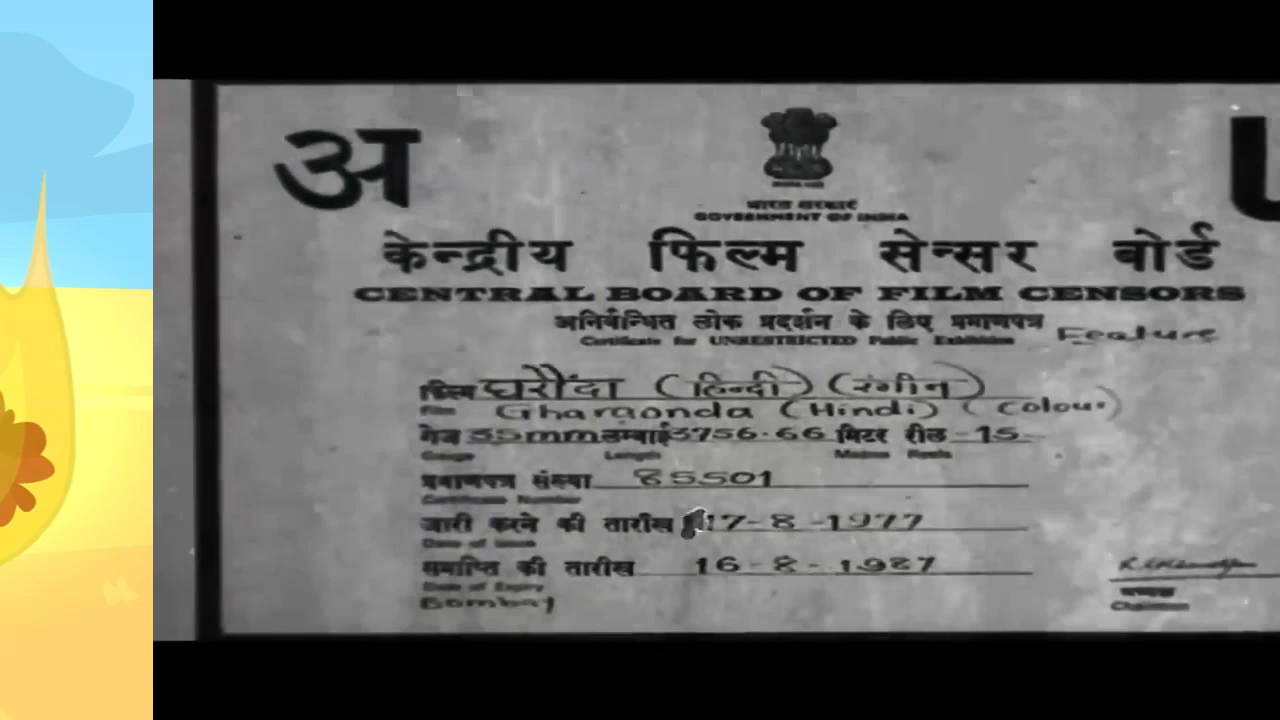 अ
U
भारत सरकार
GOVERNMENT OF INDIA
केन्द्रीय फिल्म सेन्सर बोर्ड
CENTRAL BOARD OF FILM CENSORS
अनिर्बन्धित लोक प्रदर्शन के लिए प्रमाणपत्र
Certificate for UNRESTRICTED Public Exhibition Feature
फिल्म घरौंदा (हिन्दी) (रंगीन)
Film Gharaonda (Hindi) (Colour)
गेज 35mm लम्बाई 3756.66 मिटर रील 15
Gauge Length Metres Reels
प्रमाणपत्र संख्या 85501
Certificate Number
जारी करने की तारीख 17-8-1977
Date of Issue
समाप्ति की तारीख 16-8-1987
Date of Expiry
Bombay
अध्यक्ष
Chairman